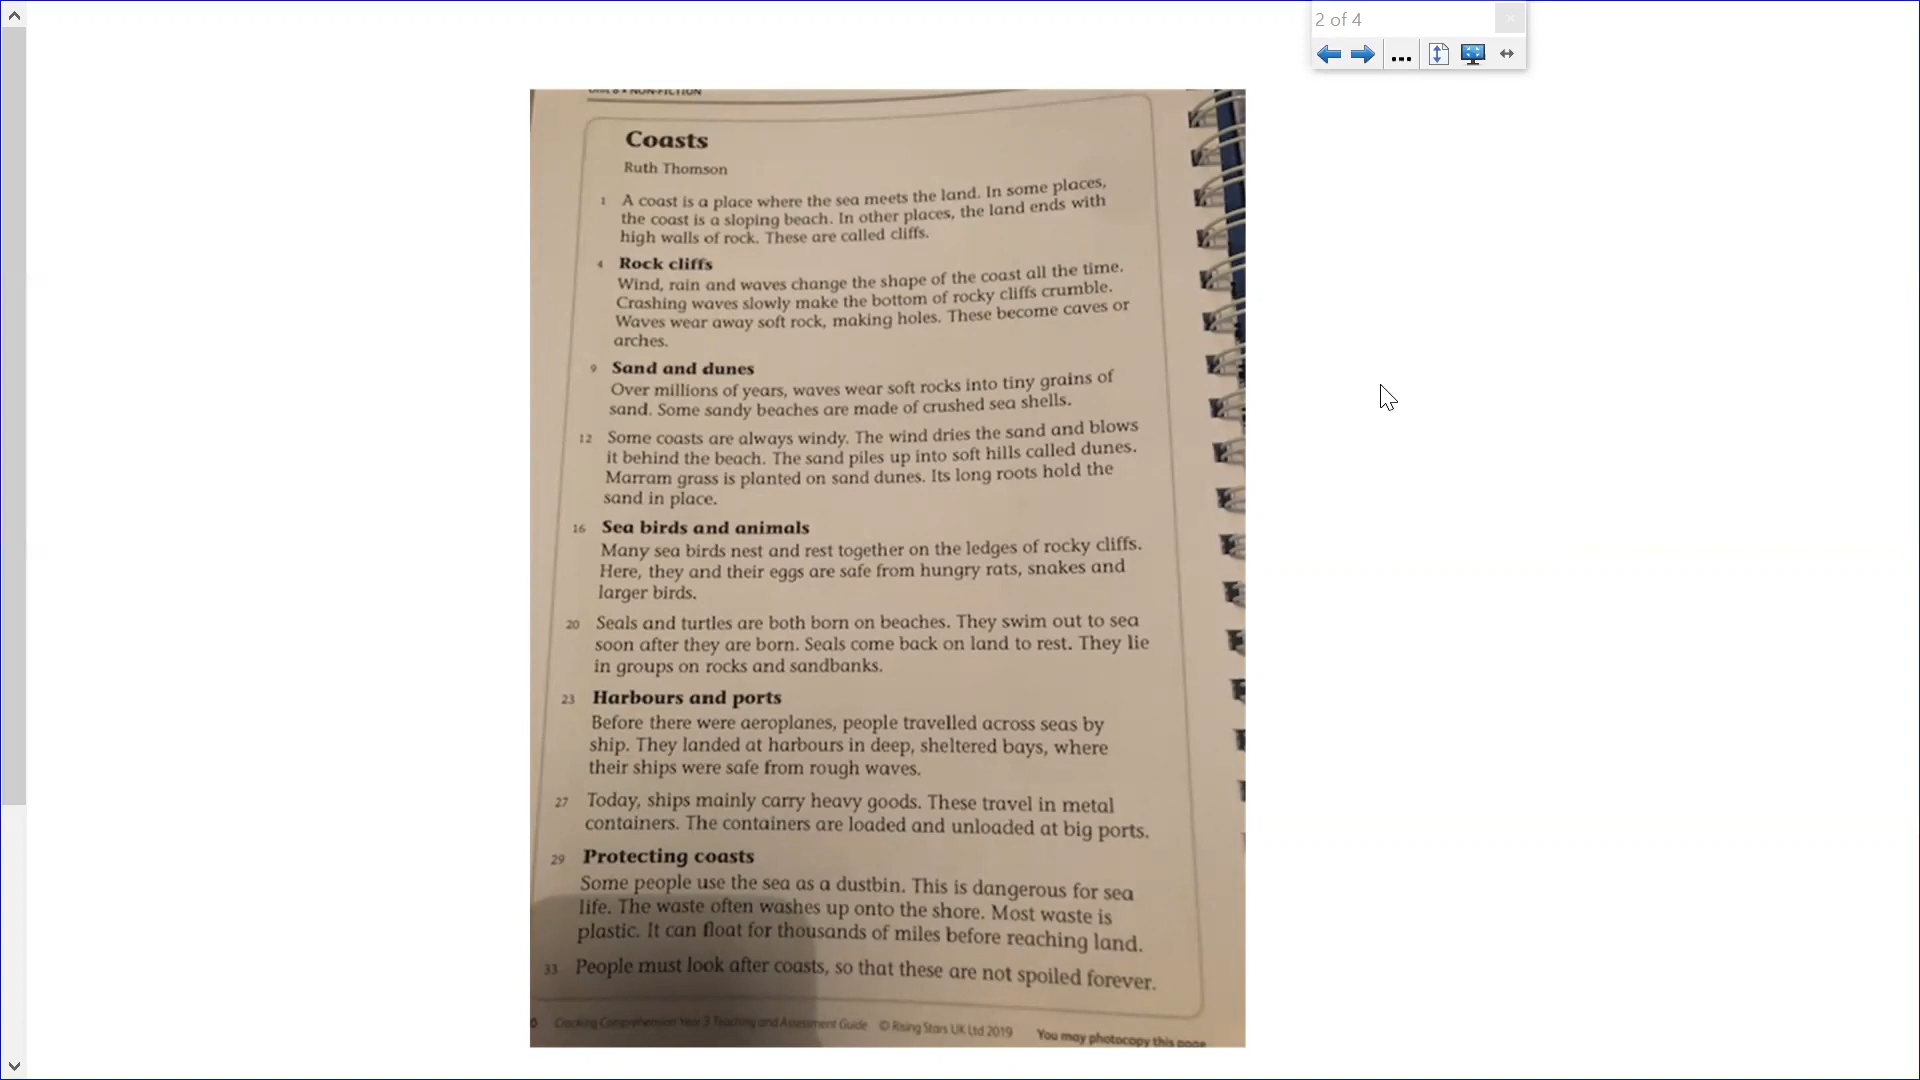 2 of 4
Unit 8 • NON-FICTION
Coasts
Ruth Thomson
1 A coast is a place where the sea meets the land. In some places,
the coast is a sloping beach. In other places, the land ends with
high walls of rock. These are called cliffs.
4 Rock cliffs
Wind, rain and waves change the shape of the coast all the time.
Crashing waves slowly make the bottom of rocky cliffs crumble.
Waves wear away soft rock, making holes. These become caves or
arches.
9 Sand and dunes
Over millions of years, waves wear soft rocks into tiny grains of
sand. Some sandy beaches are made of crushed sea shells.
12 Some coasts are always windy. The wind dries the sand and blows
it behind the beach. The sand piles up into soft hills called dunes.
Marram grass is planted on sand dunes. Its long roots hold the
sand in place.
16 Sea birds and animals
Many sea birds nest and rest together on the ledges of rocky cliffs.
Here, they and their eggs are safe from hungry rats, snakes and
larger birds.
20 Seals and turtles are both born on beaches. They swim out to sea
soon after they are born. Seals come back on land to rest. They lie
in groups on rocks and sandbanks.
23 Harbours and ports
Before there were aeroplanes, people travelled across seas by
ship. They landed at harbours in deep, sheltered bays, where
their ships were safe from rough waves.
27 Today, ships mainly carry heavy goods. These travel in metal
containers. The containers are loaded and unloaded at big ports.
29 Protecting coasts
Some people use the sea as a dustbin. This is dangerous for sea
life. The waste often washes up onto the shore. Most waste is
plastic. It can float for thousands of miles before reaching land.
33 People must look after coasts, so that these are not spoiled forever.
0 Cracking Comprehension Year 3 Teaching and Assessment Guide © Rising Stars UK Ltd 2019 You may photocopy this page